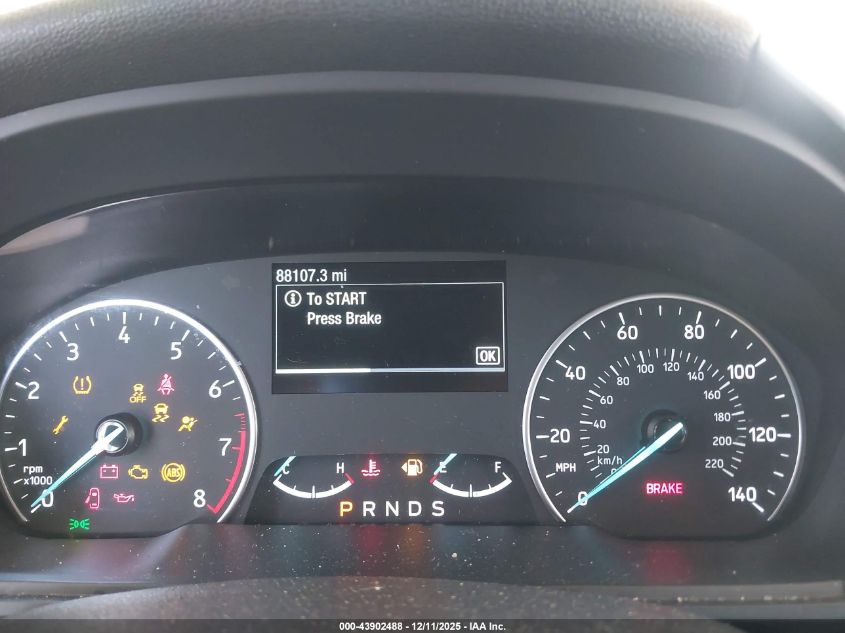 88107.3 mi
To START
Press Brake
OK
0 1 2 3 4 5 6 7 8
rpm
x1000
OFF
ABS
C H
E F
P R N D S
0 20 40 60 80 100 120 140
MPH
20 40 60 80 100 120 140 160 180 200 220
km/h
BRAKE
000-43902488 - 12/11/2025 - IAA Inc.